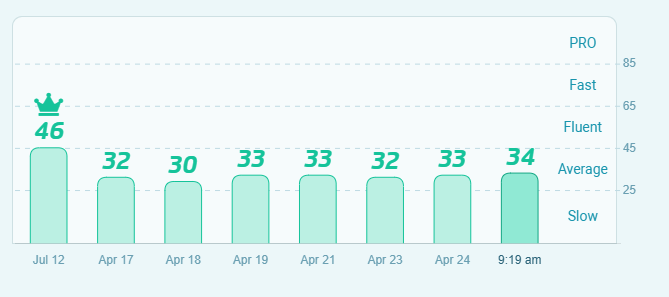 PRO
85
Fast
65
Fluent
45
Average
25
Slow
46 32 30 33 33 32 33 34
Jul 12 Apr 17 Apr 18 Apr 19 Apr 21 Apr 23 Apr 24 9:19 am